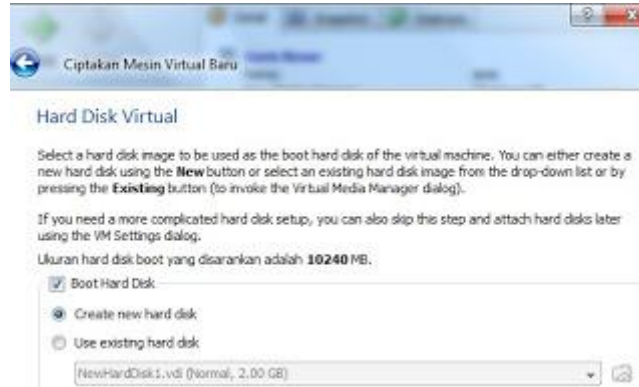 Ciptakan Mesin Virtual Baru
Hard Disk Virtual
Select a hard disk image to be used as the boot hard disk of the virtual machine. You can either create a
new hard disk using the New button or select an existing hard disk image from the drop-down list or by
pressing the Existing button (to invoke the Virtual Media Manager dialog).
If you need a more complicated hard disk setup, you can also skip this step and attach hard disks later
using the VM Settings dialog.
Ukuran hard disk boot yang disarankan adalah 10240 MB.
Boot Hard Disk
Create new hard disk
Use existing hard disk
NewHardDisk1.vdi (Normal, 2.00 GB)